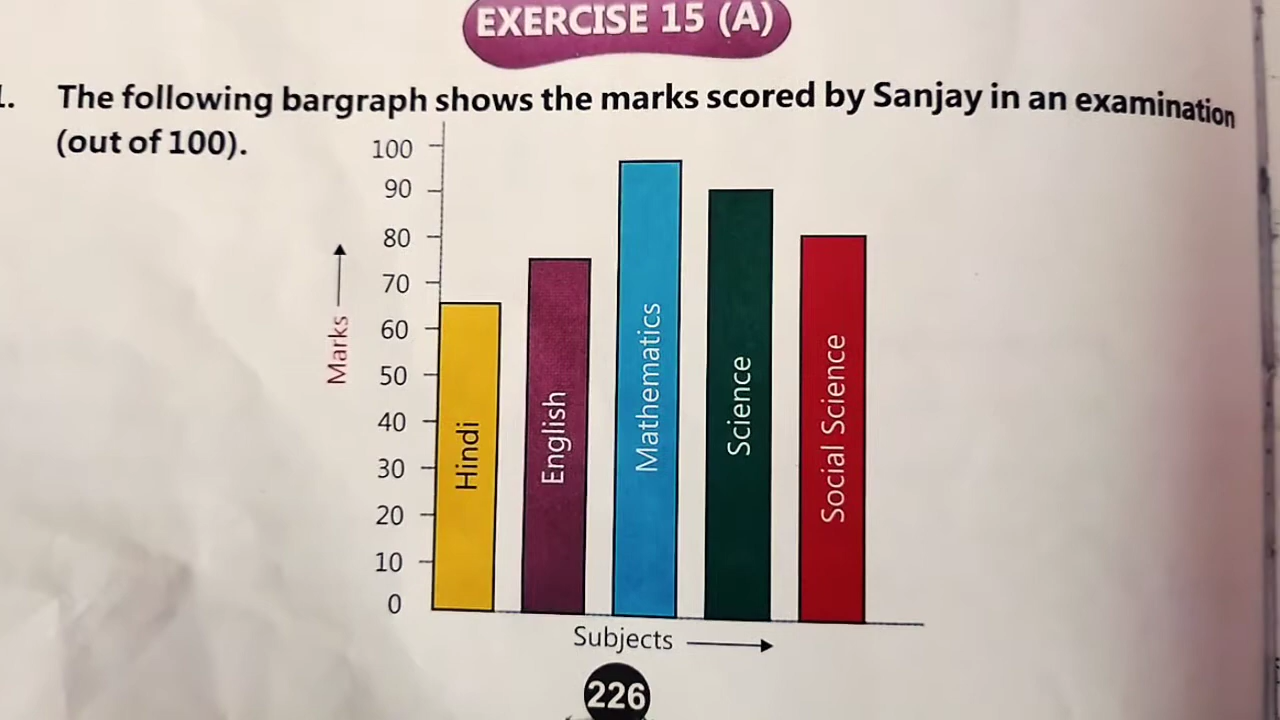 EXERCISE 15 (A)
1. The following bargraph shows the marks scored by Sanjay in an examination
(out of 100).
100
90
80
70
60
50
40
30
20
10
0
Marks
Hindi
English
Mathematics
Science
Social Science
Subjects
226